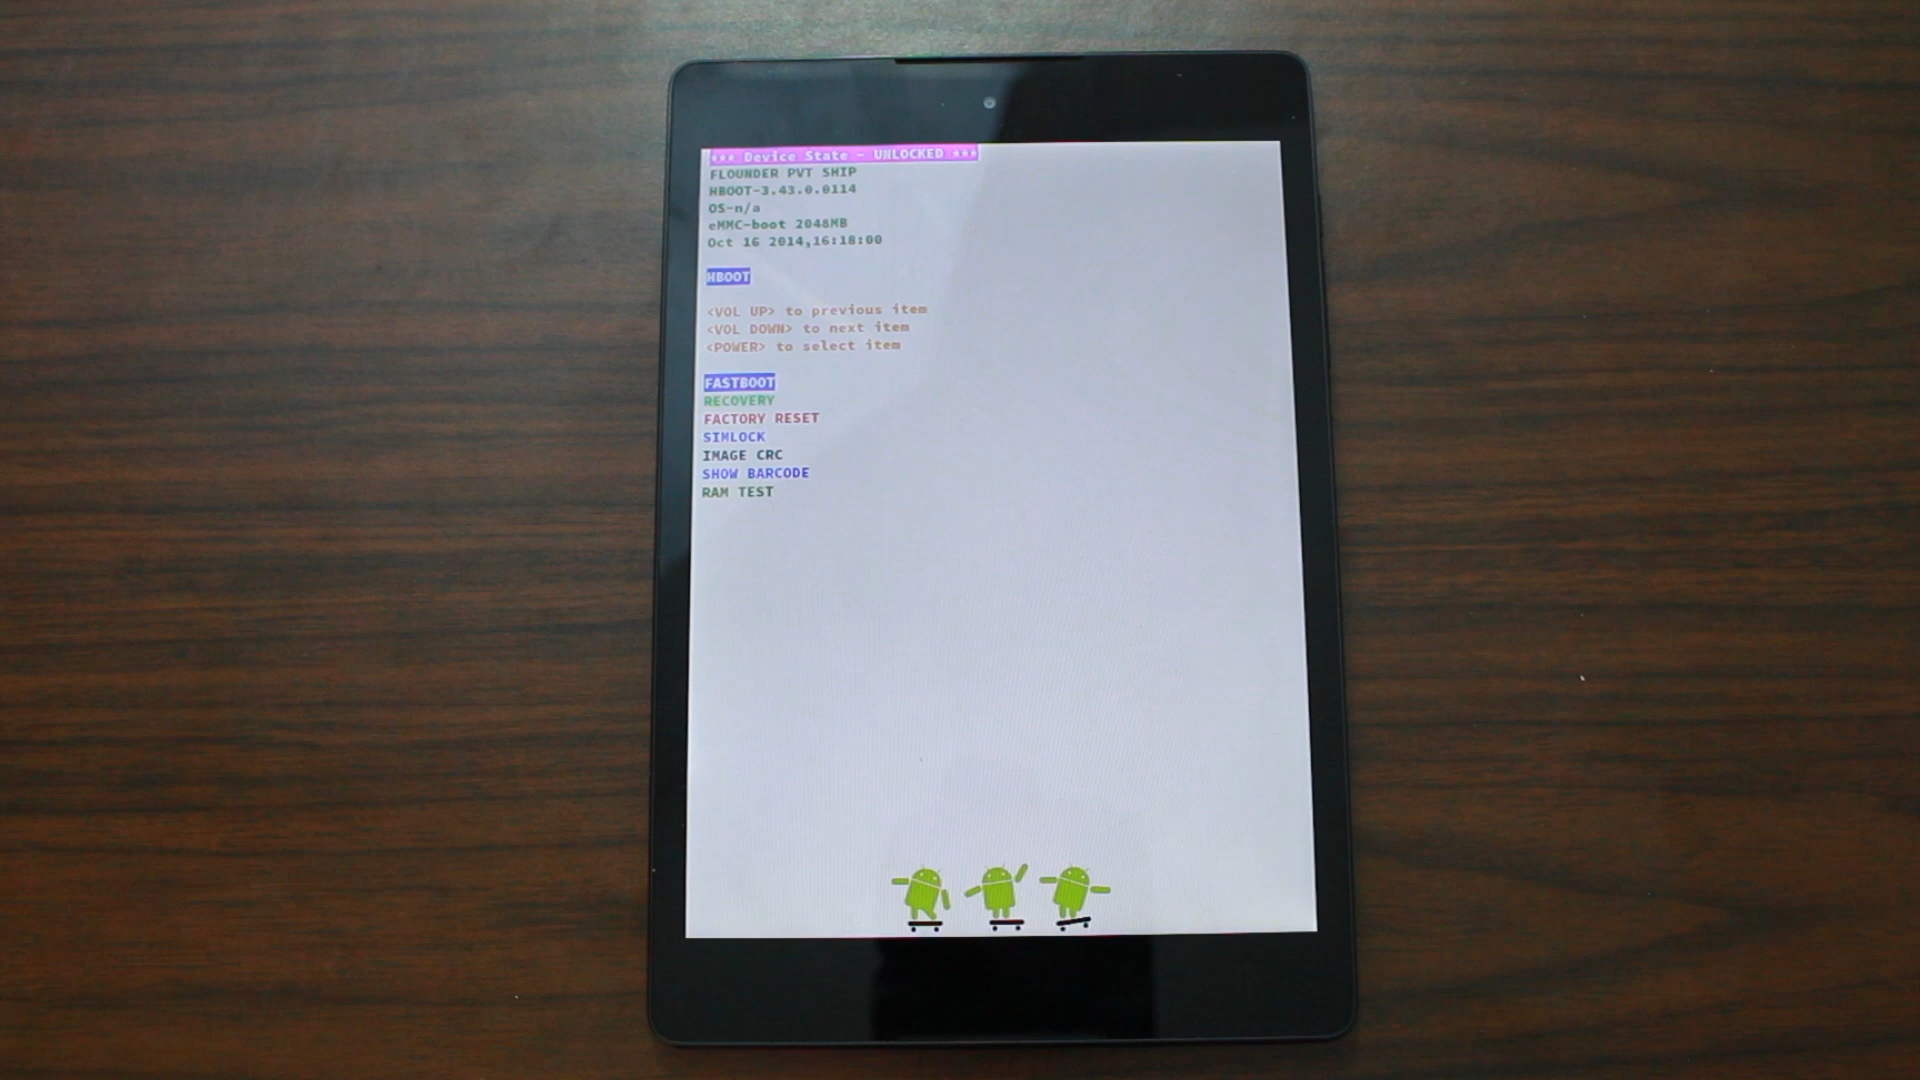 *** Device State - UNLOCKED ***
FLOUNDER PVT SHIP
HBOOT-3.43.0.0114
OS-n/a
eMMC-boot 2048MB
Oct 16 2014,16:18:00
HBOOT
<VOL UP> to previous item
<VOL DOWN> to next item
<POWER> to select item
FASTBOOT
RECOVERY
FACTORY RESET
SIMLOCK
IMAGE CRC
SHOW BARCODE
RAM TEST